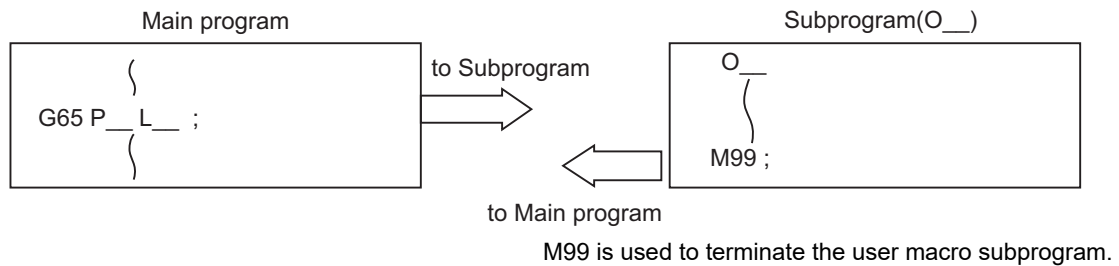 Main program
Subprogram(O__)
to Subprogram
O__
G65 P__ L__ ;
M99 ;
to Main program
M99 is used to terminate the user macro subprogram.